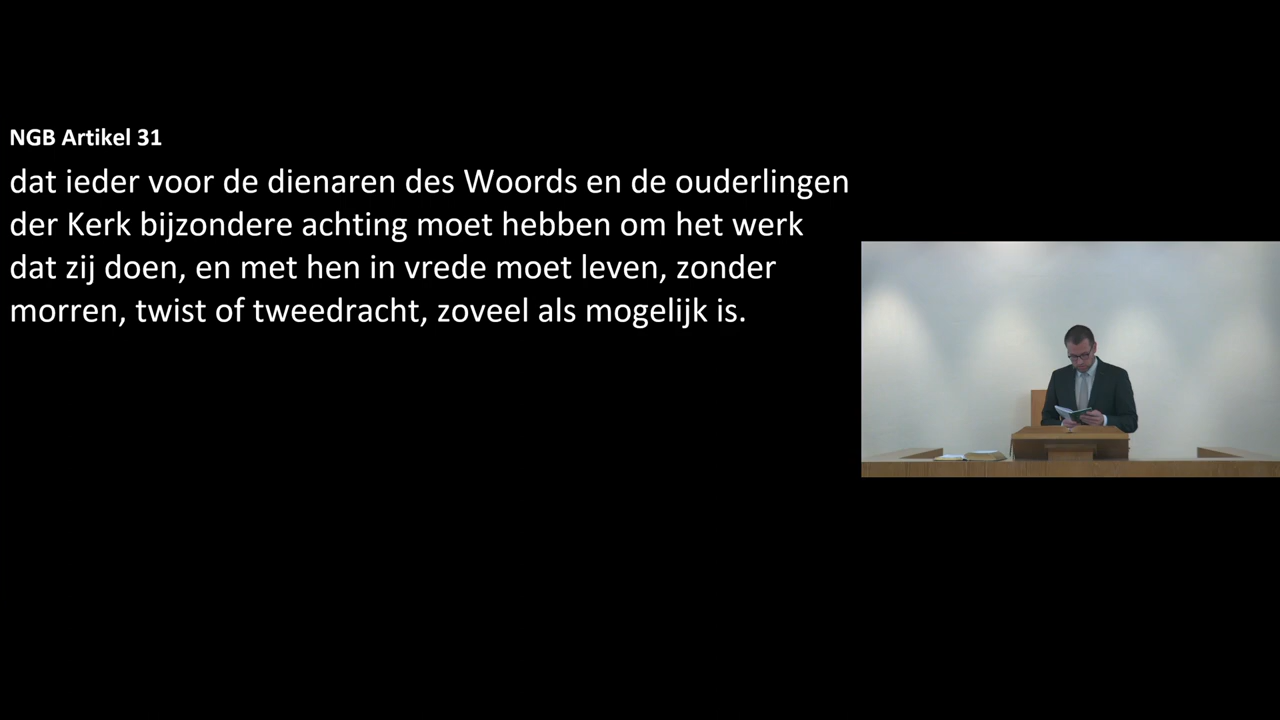 NGB Artikel 31
dat ieder voor de dienaren des Woords en de ouderlingen
der Kerk bijzondere achting moet hebben om het werk
dat zij doen, en met hen in vrede moet leven, zonder
morren, twist of tweedracht, zoveel als mogelijk is.